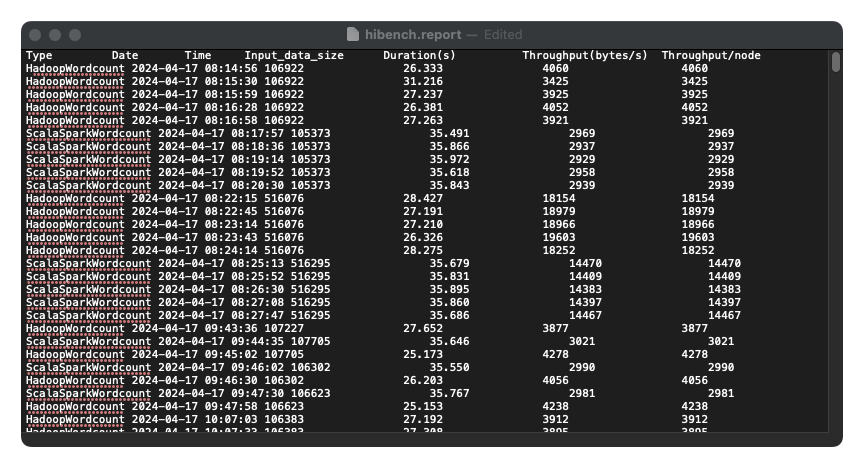 hibench.report — Edited
Type Date Time Input_data_size Duration(s) Throughput(bytes/s) Throughput/node
HadoopWordcount 2024-04-17 08:14:56 106922 26.333 4060 4060
HadoopWordcount 2024-04-17 08:15:30 106922 31.216 3425 3425
HadoopWordcount 2024-04-17 08:15:59 106922 27.237 3925 3925
HadoopWordcount 2024-04-17 08:16:28 106922 26.381 4052 4052
HadoopWordcount 2024-04-17 08:16:58 106922 27.263 3921 3921
ScalaSparkWordcount 2024-04-17 08:17:57 105373 35.491 2969 2969
ScalaSparkWordcount 2024-04-17 08:18:36 105373 35.866 2937 2937
ScalaSparkWordcount 2024-04-17 08:19:14 105373 35.972 2929 2929
ScalaSparkWordcount 2024-04-17 08:19:52 105373 35.618 2958 2958
ScalaSparkWordcount 2024-04-17 08:20:30 105373 35.843 2939 2939
HadoopWordcount 2024-04-17 08:22:15 516076 28.427 18154 18154
HadoopWordcount 2024-04-17 08:22:45 516076 27.191 18979 18979
HadoopWordcount 2024-04-17 08:23:14 516076 27.210 18966 18966
HadoopWordcount 2024-04-17 08:23:43 516076 26.326 19603 19603
HadoopWordcount 2024-04-17 08:24:14 516076 28.275 18252 18252
ScalaSparkWordcount 2024-04-17 08:25:13 516295 35.679 14470 14470
ScalaSparkWordcount 2024-04-17 08:25:52 516295 35.831 14409 14409
ScalaSparkWordcount 2024-04-17 08:26:30 516295 35.895 14383 14383
ScalaSparkWordcount 2024-04-17 08:27:08 516295 35.860 14397 14397
ScalaSparkWordcount 2024-04-17 08:27:47 516295 35.686 14467 14467
HadoopWordcount 2024-04-17 09:43:36 107227 27.652 3877 3877
ScalaSparkWordcount 2024-04-17 09:44:35 107705 35.646 3021 3021
HadoopWordcount 2024-04-17 09:45:02 107705 25.173 4278 4278
ScalaSparkWordcount 2024-04-17 09:46:02 106302 35.550 2990 2990
HadoopWordcount 2024-04-17 09:46:30 106302 26.203 4056 4056
ScalaSparkWordcount 2024-04-17 09:47:30 106623 35.767 2981 2981
HadoopWordcount 2024-04-17 09:47:58 106623 25.153 4238 4238
HadoopWordcount 2024-04-17 10:07:03 106383 27.192 3912 3912
HadoopWordcount 2024-04-17 10:07:33 106383 27.308 3895 3895